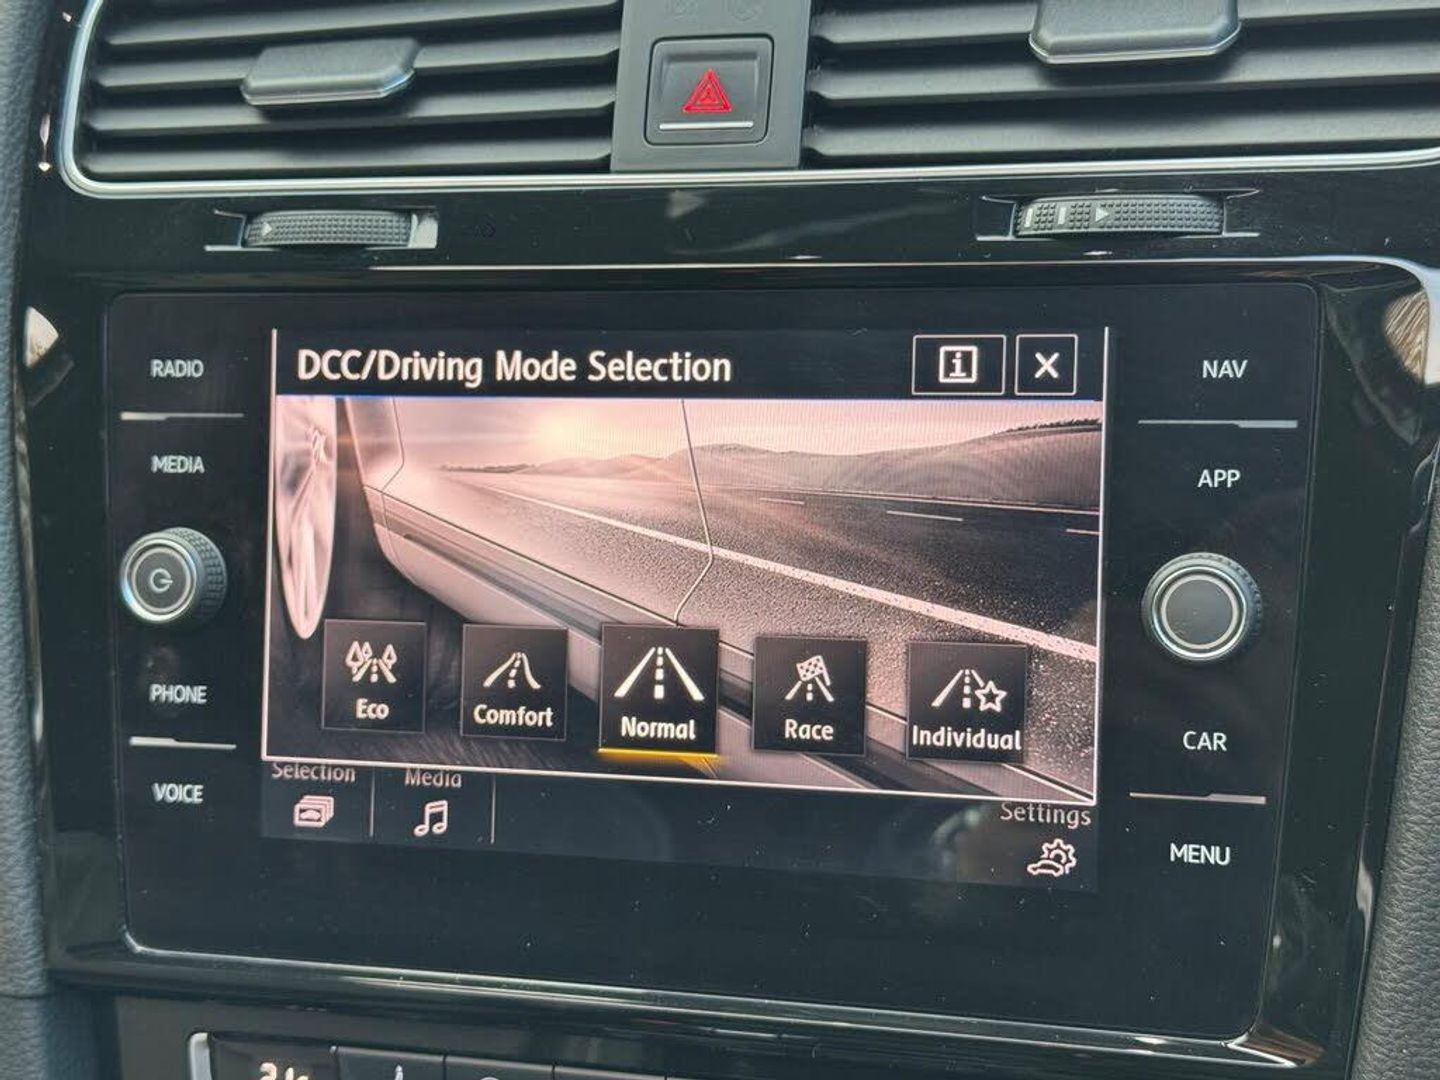 RADIO
MEDIA
PHONE
VOICE
DCC/Driving Mode Selection
i
X
Eco
Comfort
Normal
Race
Individual
Selection
Media
Settings
NAV
APP
CAR
MENU